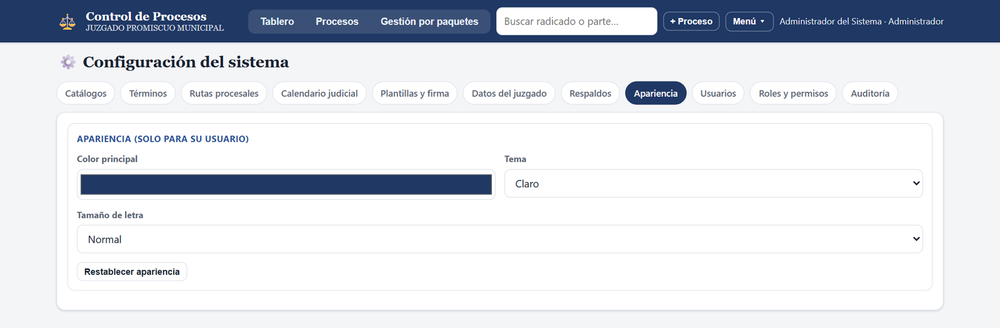 Control de Procesos
JUZGADO PROMISCUO MUNICIPAL
Tablero
Procesos
Gestión por paquetes
Buscar radicado o parte...
+ Proceso
Menú ▾
Administrador del Sistema · Administrador
Configuración del sistema
Catálogos
Términos
Rutas procesales
Calendario judicial
Plantillas y firma
Datos del juzgado
Respaldos
Apariencia
Usuarios
Roles y permisos
Auditoría
APARIENCIA (SOLO PARA SU USUARIO)
Color principal
Tema
Claro
Tamaño de letra
Normal
Restablecer apariencia